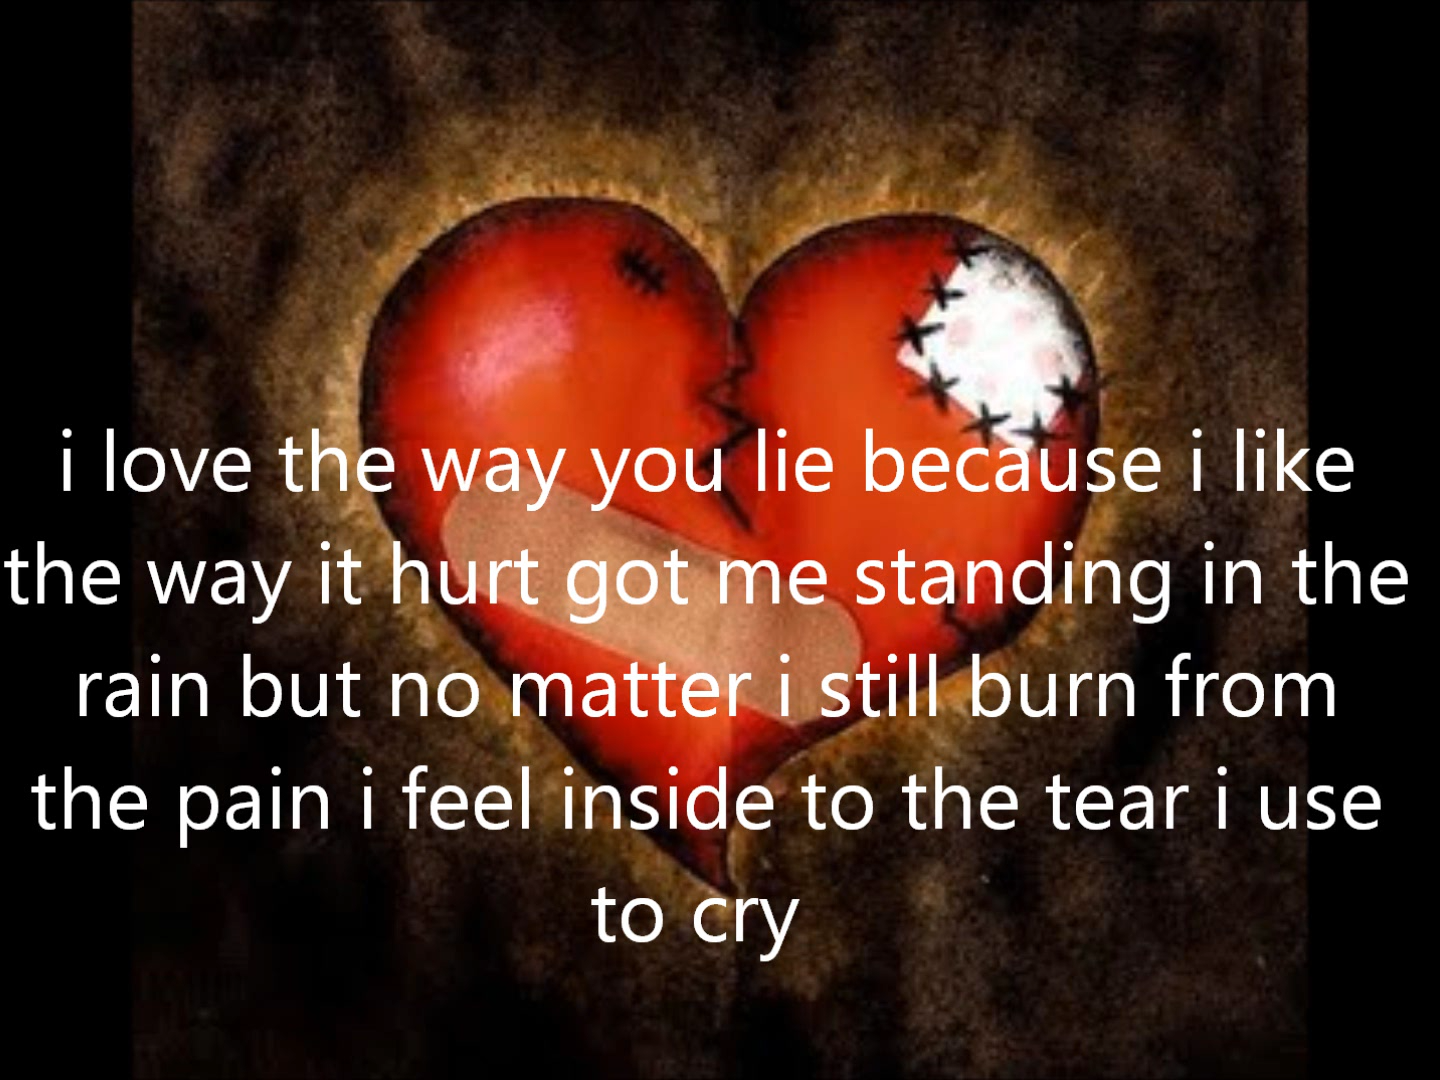 i love the way you lie because i like
the way it hurt got me standing in the
rain but no matter i still burn from
the pain i feel inside to the tear i use
to cry